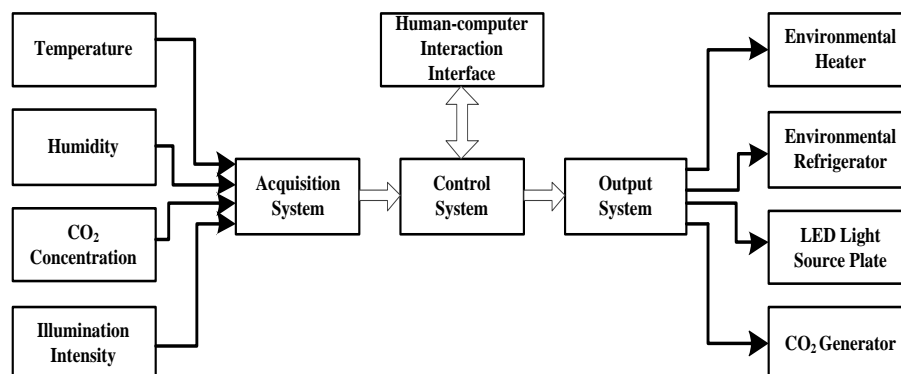 Temperature
Humidity
CO₂
Concentration
Illumination
Intensity
Acquisition
System
Human-computer
Interaction
Interface
Control
System
Output
System
Environmental
Heater
Environmental
Refrigerator
LED Light
Source Plate
CO₂ Generator